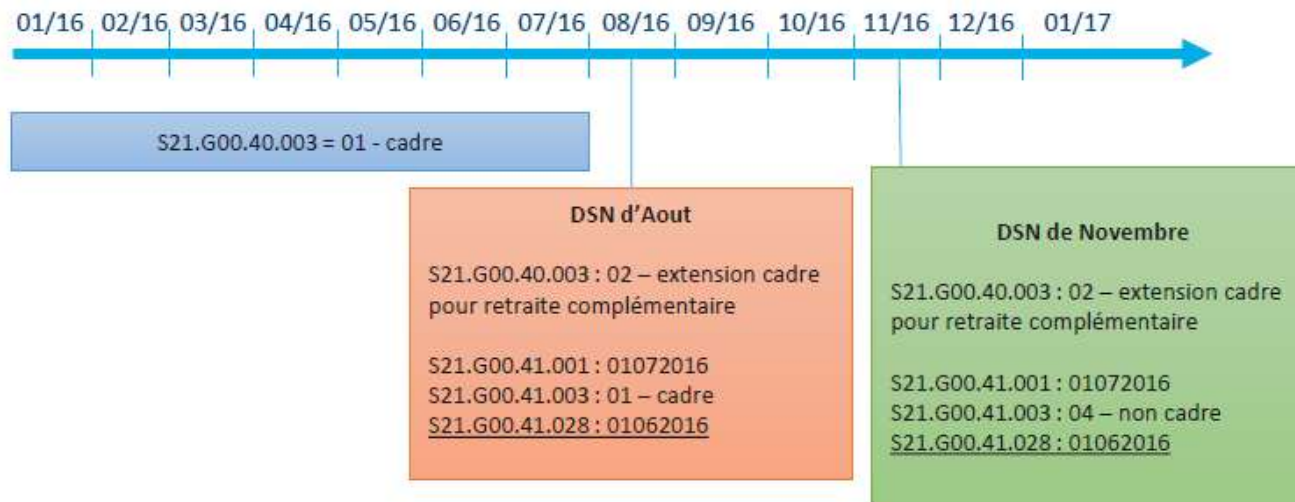 01/16 02/16 03/16 04/16 05/16 06/16 07/16 08/16 09/16 10/16 11/16 12/16 01/17
S21.G00.40.003 = 01 - cadre
DSN d’Aout
S21.G00.40.003 : 02 – extension cadre
pour retraite complémentaire
S21.G00.41.001 : 01072016
S21.G00.41.003 : 01 – cadre
S21.G00.41.028 : 01062016
DSN de Novembre
S21.G00.40.003 : 02 – extension cadre
pour retraite complémentaire
S21.G00.41.001 : 01072016
S21.G00.41.003 : 04 – non cadre
S21.G00.41.028 : 01062016